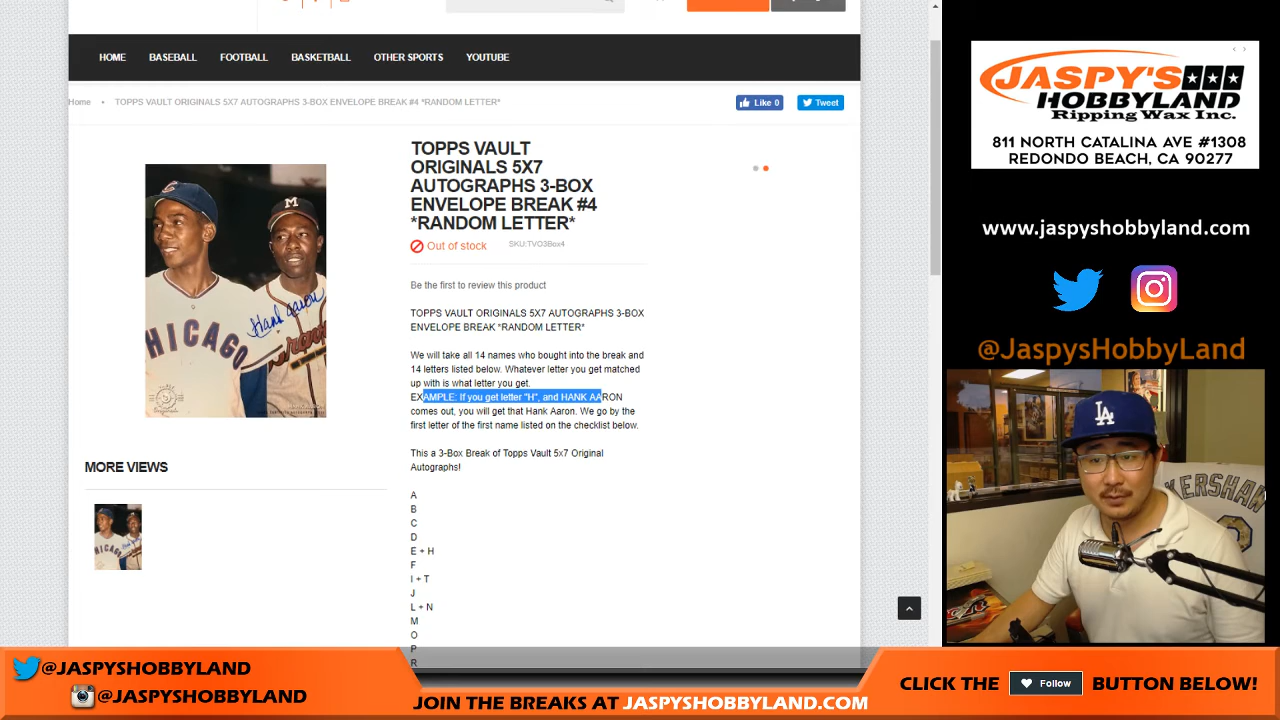 HOME BASEBALL FOOTBALL BASKETBALL OTHER SPORTS YOUTUBE
Home • TOPPS VAULT ORIGINALS 5X7 AUTOGRAPHS 3-BOX ENVELOPE BREAK #4 *RANDOM LETTER*
Like 0
Tweet
TOPPS VAULT
ORIGINALS 5X7
AUTOGRAPHS 3-BOX
ENVELOPE BREAK #4
*RANDOM LETTER*
Out of stock
SKU:TVO3Box4
Be the first to review this product
TOPPS VAULT ORIGINALS 5X7 AUTOGRAPHS 3-BOX
ENVELOPE BREAK *RANDOM LETTER*
We will take all 14 names who bought into the break and
14 letters listed below. Whatever letter you get matched
up with is what letter you get.
EXAMPLE: If you get letter "H", and HANK AARON
comes out, you will get that Hank Aaron. We go by the
first letter of the first name listed on the checklist below.
This a 3-Box Break of Topps Vault 5x7 Original
Autographs!
A
B
C
D
E + H
F
I + T
J
L + N
M
O
P
R
C
M
CHICAGO
Hank Aaron
MORE VIEWS
JASPY'S
HOBBYLAND
Ripping Wax Inc.
811 NORTH CATALINA AVE #1308
REDONDO BEACH, CA 90277
www.jaspyshobbyland.com
@JaspysHobbyLand
LA
KERSHAW
@JASPYSHOBBYLAND
@JASPYSHOBBYLAND
JOIN THE BREAKS AT JASPYSHOBBYLAND.COM
CLICK THE Follow BUTTON BELOW!